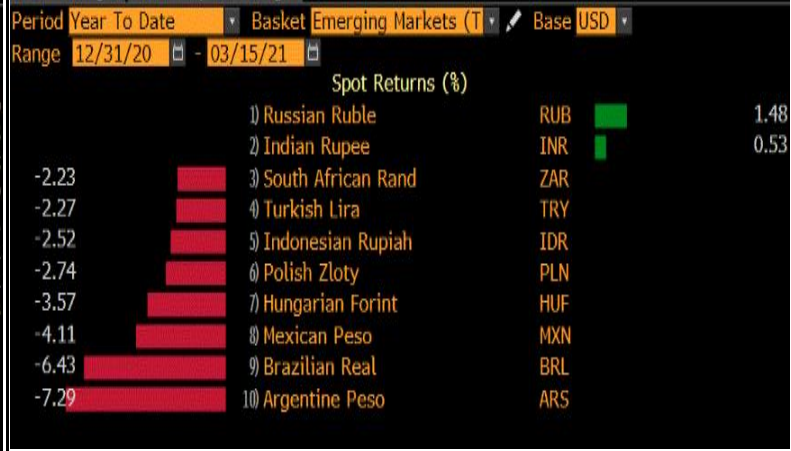 Period Year To Date Basket Emerging Markets (T Base USD
Range 12/31/20 - 03/15/21
Spot Returns (%)
1) Russian Ruble RUB 1.48
2) Indian Rupee INR 0.53
-2.23 3) South African Rand ZAR
-2.27 4) Turkish Lira TRY
-2.52 5) Indonesian Rupiah IDR
-2.74 6) Polish Zloty PLN
-3.57 7) Hungarian Forint HUF
-4.11 8) Mexican Peso MXN
-6.43 9) Brazilian Real BRL
-7.29 10) Argentine Peso ARS